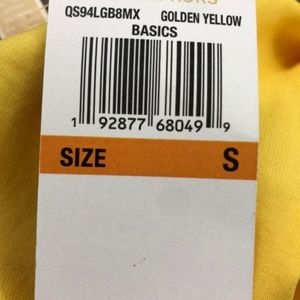 QS94LGB8MX GOLDEN YELLOW
BASICS
1 92877 68049 9
SIZE S